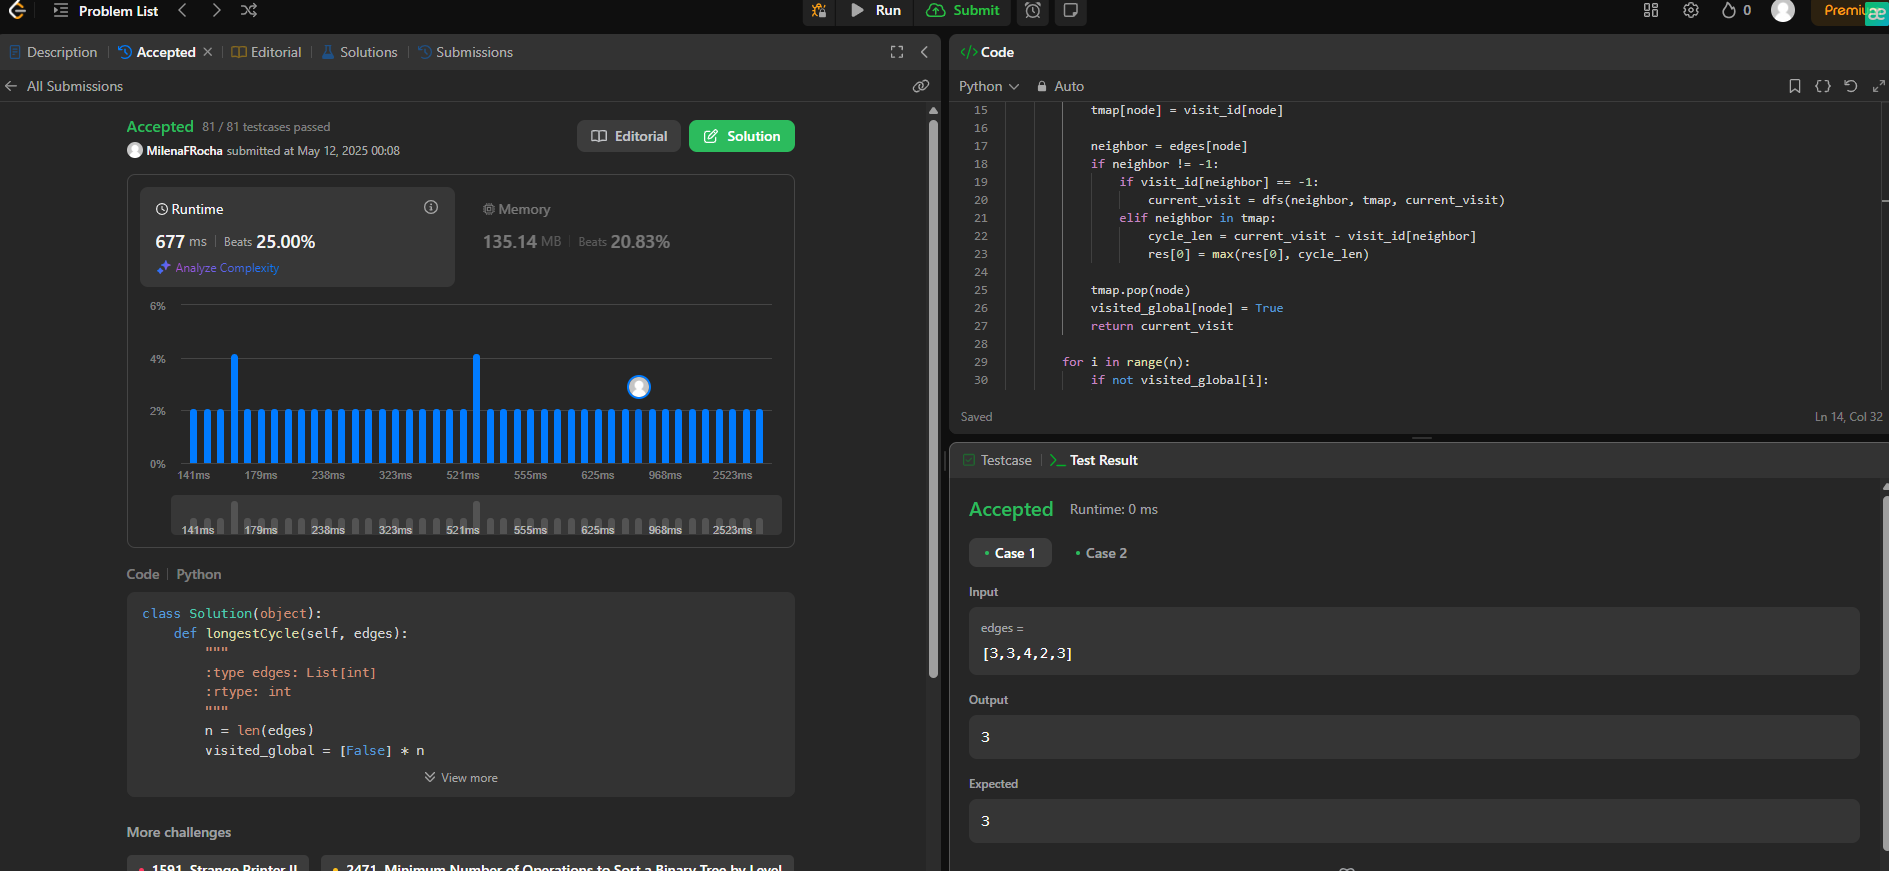 Problem List
Run
Submit
0
Premiu
æ
Description
Accepted
Editorial
Solutions
Submissions
All Submissions
Accepted 81 / 81 testcases passed
MilenaFRocha submitted at May 12, 2025 00:08
Editorial
Solution
Runtime
677 ms | Beats 25.00%
Analyze Complexity
Memory
135.14 MB | Beats 20.83%
6%
4%
2%
0%
141ms 179ms 238ms 323ms 521ms 555ms 625ms 968ms 2523ms
141ms 179ms 238ms 323ms 521ms 555ms 625ms 968ms 2523ms
Code | Python
class Solution(object):
    def longestCycle(self, edges):
        """
        :type edges: List[int]
        :rtype: int
        """
        n = len(edges)
        visited_global = [False] * n
View more
More challenges
1591. Strange Printer II
2471. Minimum Number of Operations to Sort a Binary Tree by Level
</> Code
Python
Auto
15 tmap[node] = visit_id[node]
16
17 neighbor = edges[node]
18 if neighbor != -1:
19     if visit_id[neighbor] == -1:
20         current_visit = dfs(neighbor, tmap, current_visit)
21     elif neighbor in tmap:
22         cycle_len = current_visit - visit_id[neighbor]
23         res[0] = max(res[0], cycle_len)
24
25 tmap.pop(node)
26 visited_global[node] = True
27 return current_visit
28
29 for i in range(n):
30     if not visited_global[i]:
Saved
Ln 14, Col 32
Testcase
Test Result
Accepted Runtime: 0 ms
Case 1
Case 2
Input
edges =
[3,3,4,2,3]
Output
3
Expected
3